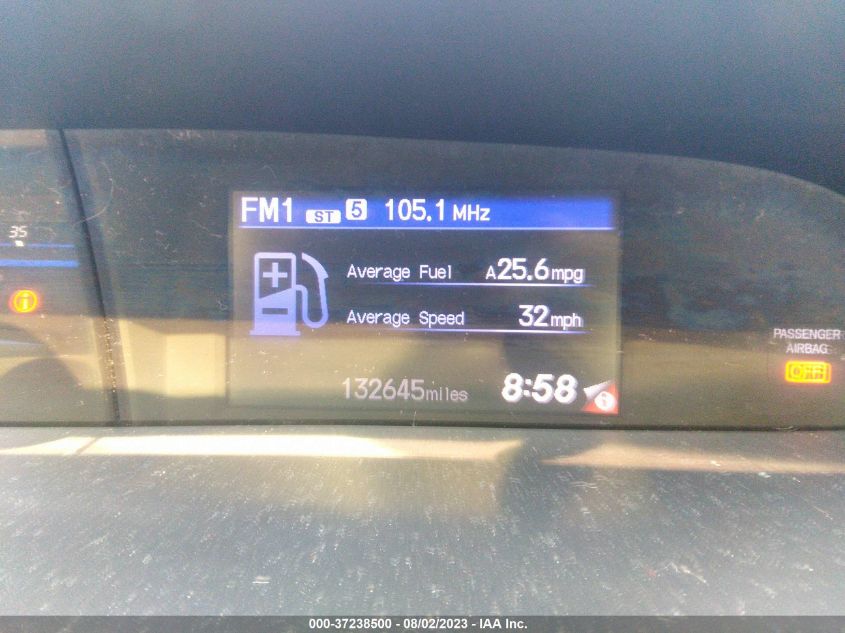 FM1 ST 5 105.1 MHz
35
Average Fuel A25.6mpg
Average Speed 32mph
PASSENGER
AIRBAG
OFF
132645miles 8:58
000-37238500 - 08/02/2023 - IAA Inc.